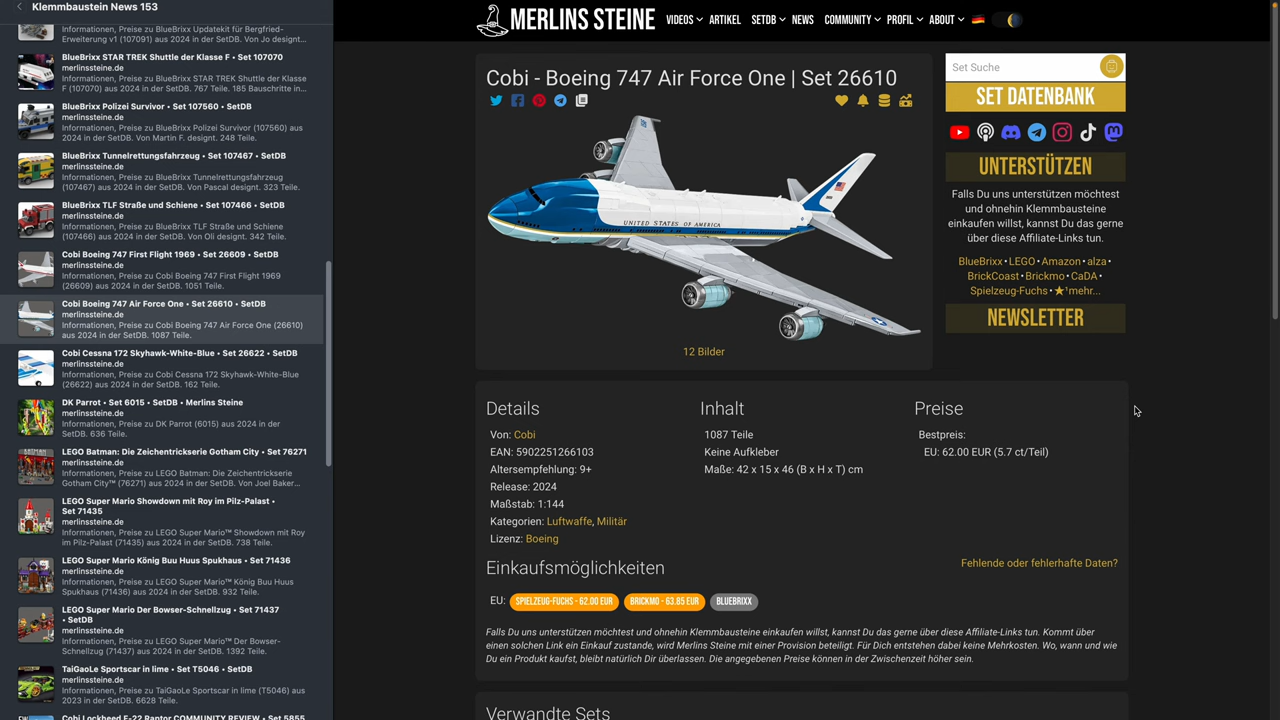 Klemmbaustein News 153
Informationen, Preise zu BlueBrixx Updatekit für Bergfried-
Erweiterung v1 (107091) aus 2024 in der SetDB. Von Jo designt...
BlueBrixx STAR TREK Shuttle der Klasse F • Set 107070
merlinssteine.de
Informationen, Preise zu BlueBrixx STAR TREK Shuttle der Klasse
F (107070) aus 2024 in der SetDB. 767 Teile. 185 Bauschritte in...
BlueBrixx Polizei Survivor • Set 107560 • SetDB
merlinssteine.de
Informationen, Preise zu BlueBrixx Polizei Survivor (107560) aus
2024 in der SetDB. Von Martin F. designt. 248 Teile.
BlueBrixx Tunnelrettungsfahrzeug • Set 107467 • SetDB
merlinssteine.de
Informationen, Preise zu BlueBrixx Tunnelrettungsfahrzeug
(107467) aus 2024 in der SetDB. Von Pascal designt. 323 Teile.
BlueBrixx TLF Straße und Schiene • Set 107466 • SetDB
merlinssteine.de
Informationen, Preise zu BlueBrixx TLF Straße und Schiene
(107466) aus 2024 in der SetDB. Von Oli designt. 342 Teile.
Cobi Boeing 747 First Flight 1969 • Set 26609 • SetDB
merlinssteine.de
Informationen, Preise zu Cobi Boeing 747 First Flight 1969
(26609) aus 2024 in der SetDB. 1051 Teile.
Cobi Boeing 747 Air Force One • Set 26610 • SetDB
merlinssteine.de
Informationen, Preise zu Cobi Boeing 747 Air Force One (26610)
aus 2024 in der SetDB. 1087 Teile.
Cobi Cessna 172 Skyhawk-White-Blue • Set 26622 • SetDB
merlinssteine.de
Informationen, Preise zu Cobi Cessna 172 Skyhawk-White-Blue
(26622) aus 2024 in der SetDB. 162 Teile.
DK Parrot • Set 6015 • SetDB • Merlins Steine
merlinssteine.de
Informationen, Preise zu DK Parrot (6015) aus 2024 in der
SetDB. 636 Teile.
LEGO Batman: Die Zeichentrickserie Gotham City • Set 76271
merlinssteine.de
Informationen, Preise zu LEGO Batman: Die Zeichentrickserie
Gotham City™ (76271) aus 2024 in der SetDB. Von Joel Baker...
LEGO Super Mario Showdown mit Roy im Pilz-Palast •
Set 71435
merlinssteine.de
Informationen, Preise zu LEGO Super Mario™ Showdown mit Roy
im Pilz-Palast (71435) aus 2024 in der SetDB. 738 Teile.
LEGO Super Mario König Buu Huus Spukhaus • Set 71436
merlinssteine.de
Informationen, Preise zu LEGO Super Mario™ König Buu Huus
Spukhaus (71436) aus 2024 in der SetDB. 932 Teile.
LEGO Super Mario Der Bowser-Schnellzug • Set 71437
• SetDB
merlinssteine.de
Informationen, Preise zu LEGO Super Mario™ Der Bowser-
Schnellzug (71437) aus 2024 in der SetDB. 1392 Teile.
TaiGaoLe Sportscar in lime • Set T5046 • SetDB
merlinssteine.de
Informationen, Preise zu TaiGaoLe Sportscar in lime (T5046) aus
2023 in der SetDB. 6628 Teile.
Cobi Lockheed F-22 Raptor COMMUNITY REVIEW • Set 5855
MERLINS STEINE
VIDEOS ARTIKEL SETDB NEWS COMMUNITY PROFIL ABOUT
Cobi - Boeing 747 Air Force One | Set 26610
UNITED STATES OF AMERICA
12 Bilder
Set Suche
SET DATENBANK
UNTERSTÜTZEN
Falls Du uns unterstützen möchtest
und ohnehin Klemmbausteine
einkaufen willst, kannst Du das gerne
über diese Affiliate-Links tun.
BlueBrixx • LEGO • Amazon • alza •
BrickCoast • Brickmo • CaDA •
Spielzeug-Fuchs • ★¹mehr...
NEWSLETTER
Details
Von: Cobi
EAN: 5902251266103
Altersempfehlung: 9+
Release: 2024
Maßstab: 1:144
Kategorien: Luftwaffe, Militär
Lizenz: Boeing
Inhalt
1087 Teile
Keine Aufkleber
Maße: 42 x 15 x 46 (B x H x T) cm
Preise
Bestpreis:
EU: 62.00 EUR (5.7 ct/Teil)
Fehlende oder fehlerhafte Daten?
Einkaufsmöglichkeiten
EU: SPIELZEUG-FUCHS - 62.00 EUR BRICKMO - 63.85 EUR BLUEBRIXX
Falls Du uns unterstützen möchtest und ohnehin Klemmbausteine einkaufen willst, kannst Du das gerne über diese Affiliate-Links tun. Kommt über
einen solchen Link ein Einkauf zustande, wird Merlins Steine mit einer Provision beteiligt. Für Dich entstehen dabei keine Mehrkosten. Wo, wann und wie
Du ein Produkt kaufst, bleibt natürlich Dir überlassen. Die angegebenen Preise können in der Zwischenzeit höher sein.
Verwandte Sets